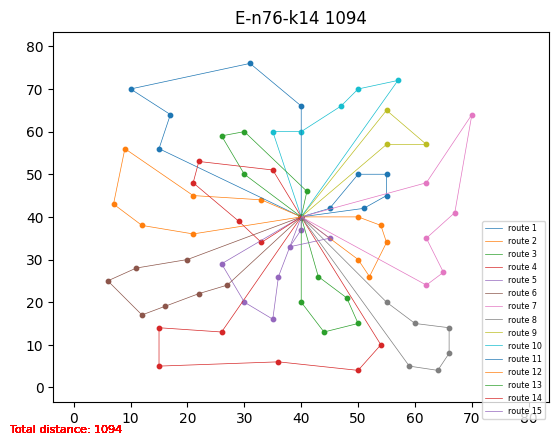 E-n76-k14 1094
80
70
60
50
40
30
20
10
0
route 1
route 2
route 3
route 4
route 5
route 6
route 7
route 8
route 9
route 10
route 11
route 12
route 13
route 14
route 15
0 10 20 30 40 50 60 70 80
Total distance: 1094